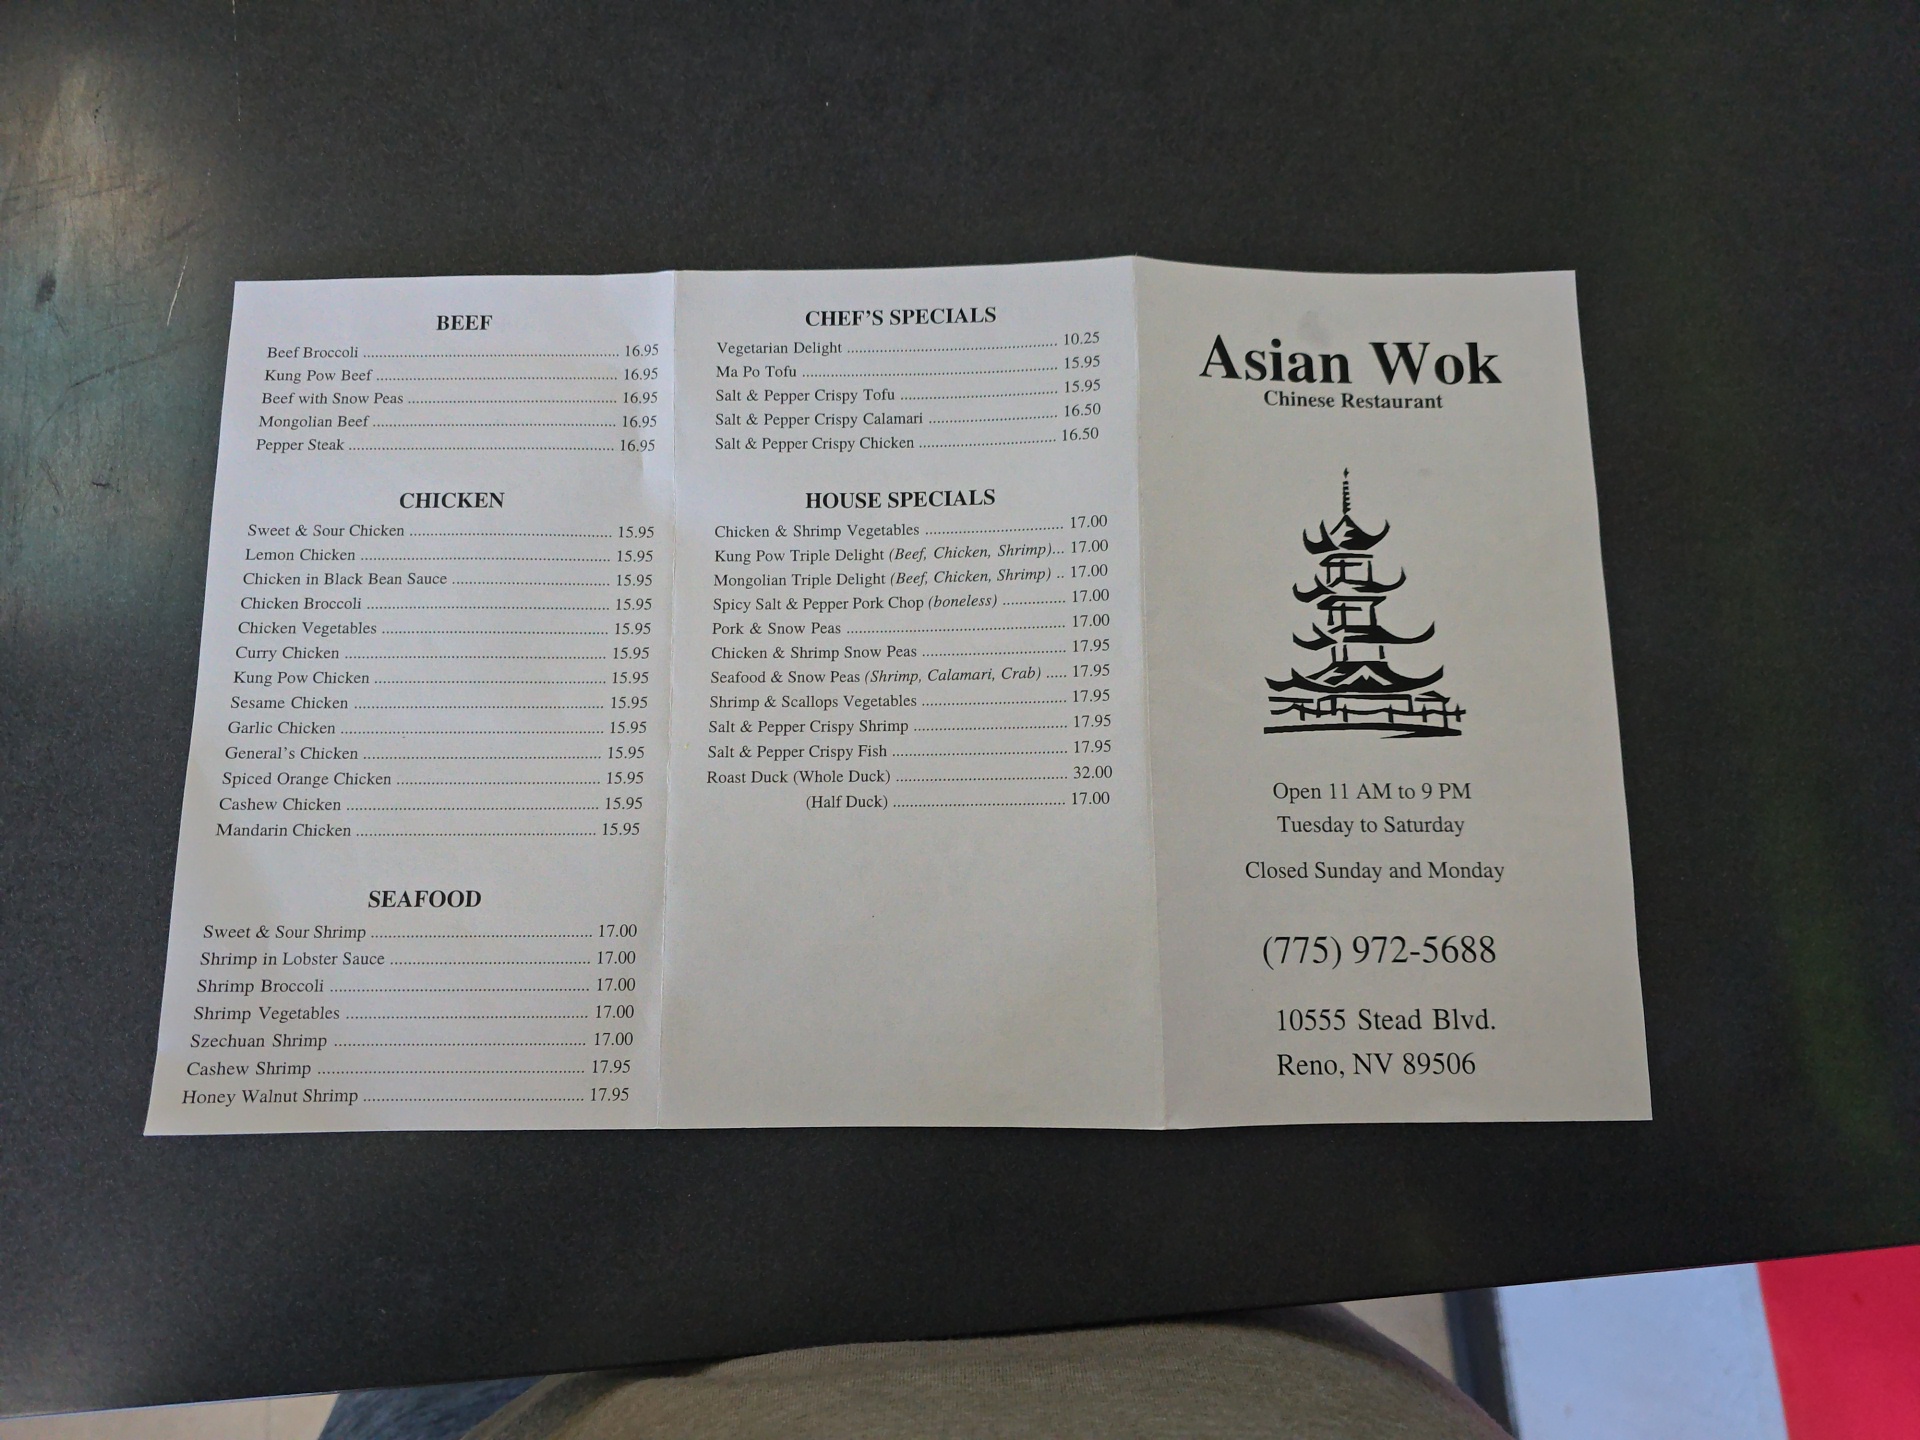 BEEF
Beef Broccoli ........................................................ 16.95
Kung Pow Beef ..................................................... 16.95
Beef with Snow Peas .............................................. 16.95
Mongolian Beef ..................................................... 16.95
Pepper Steak .......................................................... 16.95
CHICKEN
Sweet & Sour Chicken ............................................ 15.95
Lemon Chicken ...................................................... 15.95
Chicken in Black Bean Sauce .................................. 15.95
Chicken Broccoli .................................................... 15.95
Chicken Vegetables ................................................ 15.95
Curry Chicken ........................................................ 15.95
Kung Pow Chicken ................................................. 15.95
Sesame Chicken ..................................................... 15.95
Garlic Chicken ....................................................... 15.95
General's Chicken .................................................. 15.95
Spiced Orange Chicken .......................................... 15.95
Cashew Chicken ..................................................... 15.95
Mandarin Chicken .................................................. 15.95
SEAFOOD
Sweet & Sour Shrimp ............................................. 17.00
Shrimp in Lobster Sauce ......................................... 17.00
Shrimp Broccoli ..................................................... 17.00
Shrimp Vegetables ................................................. 17.00
Szechuan Shrimp ................................................... 17.00
Cashew Shrimp ...................................................... 17.95
Honey Walnut Shrimp ............................................ 17.95
CHEF'S SPECIALS
Vegetarian Delight ................................................. 10.25
Ma Po Tofu ............................................................ 15.95
Salt & Pepper Crispy Tofu ..................................... 15.95
Salt & Pepper Crispy Calamari .............................. 16.50
Salt & Pepper Crispy Chicken ................................ 16.50
HOUSE SPECIALS
Chicken & Shrimp Vegetables ................................ 17.00
Kung Pow Triple Delight (Beef, Chicken, Shrimp)... 17.00
Mongolian Triple Delight (Beef, Chicken, Shrimp) .. 17.00
Spicy Salt & Pepper Pork Chop (boneless) .............. 17.00
Pork & Snow Peas .................................................. 17.00
Chicken & Shrimp Snow Peas ................................ 17.95
Seafood & Snow Peas (Shrimp, Calamari, Crab) ..... 17.95
Shrimp & Scallops Vegetables ................................ 17.95
Salt & Pepper Crispy Shrimp .................................. 17.95
Salt & Pepper Crispy Fish ...................................... 17.95
Roast Duck (Whole Duck) ...................................... 32.00
(Half Duck) ....................................... 17.00
Asian Wok
Chinese Restaurant
Open 11 AM to 9 PM
Tuesday to Saturday
Closed Sunday and Monday
(775) 972-5688
10555 Stead Blvd.
Reno, NV 89506